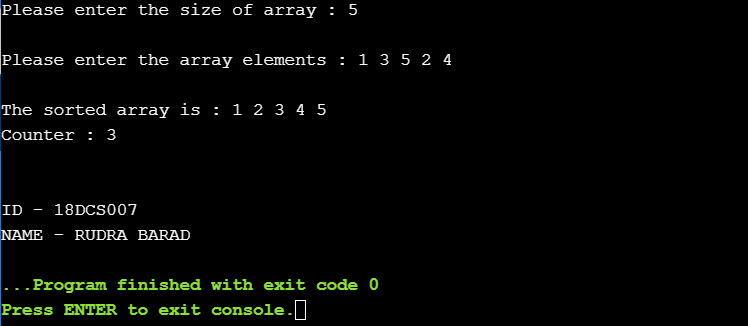 Please enter the size of array : 5
Please enter the array elements : 1 3 5 2 4
The sorted array is : 1 2 3 4 5
Counter : 3
ID - 18DCS007
NAME - RUDRA BARAD
...Program finished with exit code 0
Press ENTER to exit console.